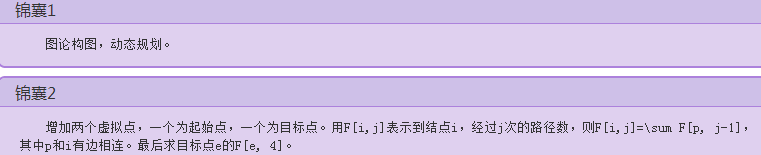 锦囊1
图论构图，动态规划。
锦囊2
增加两个虚拟点，一个为起始点，一个为目标点。用F[i,j]表示到结点i，经过j次的路径数，则F[i,j]=\sum F[p, j-1]，
其中p和i有边相连。最后求目标点e的F[e, 4]。